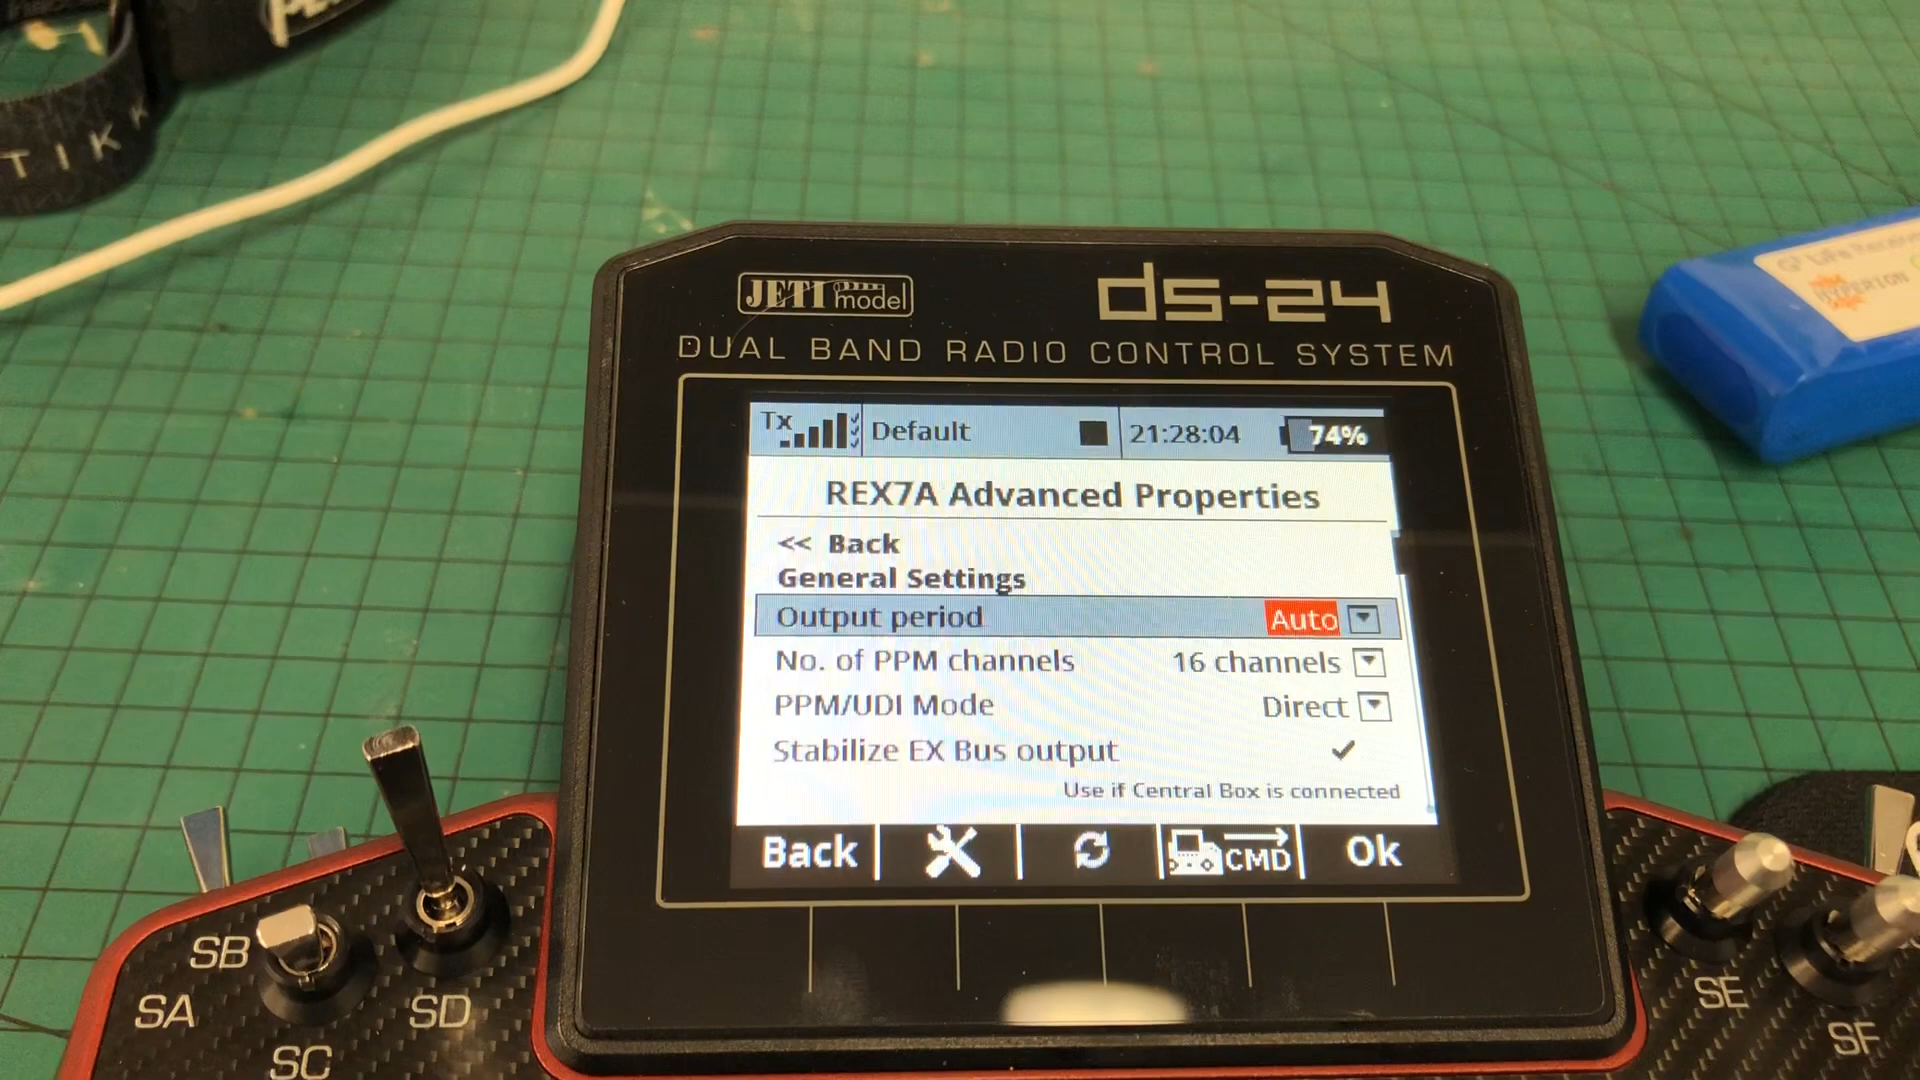 TIKK
JETI model
ds-24
DUAL BAND RADIO CONTROL SYSTEM
Tx Default 21:28:04 74%
REX7A Advanced Properties
<< Back
General Settings
Output period Auto
No. of PPM channels 16 channels
PPM/UDI Mode Direct
Stabilize EX Bus output ✓
Use if Central Box is connected
Back CMD Ok
LiFe
HYPERION
SB
SA
SD
SC
SE
SF